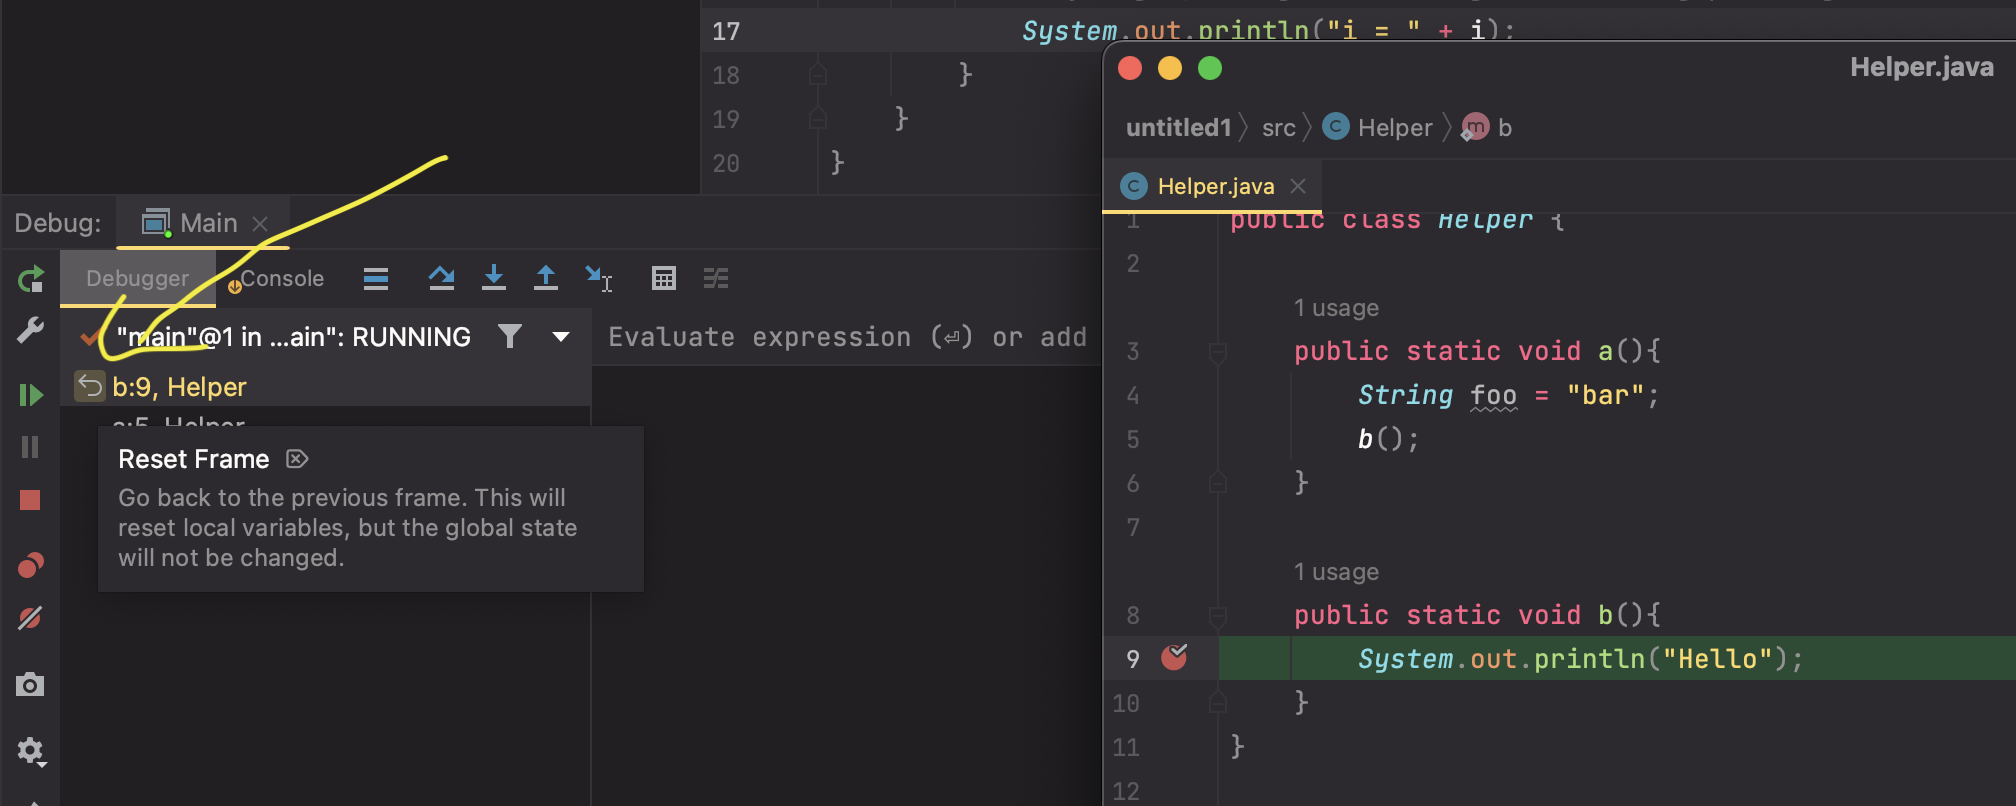 17 System.out.println("i = " + i);
18 }
19 }
20 }
Debug: Main
Debugger Console
"main"@1 in ...ain": RUNNING
Evaluate expression (⏎) or add
b:9, Helper
a:5, Helper
Reset Frame
Go back to the previous frame. This will
reset local variables, but the global state
will not be changed.
Helper.java
untitled1 src C Helper m b
C Helper.java
1 public class Helper {
2
1 usage
3 public static void a(){
4 String foo = "bar";
5 b();
6 }
7
1 usage
8 public static void b(){
9 System.out.println("Hello");
10 }
11 }
12